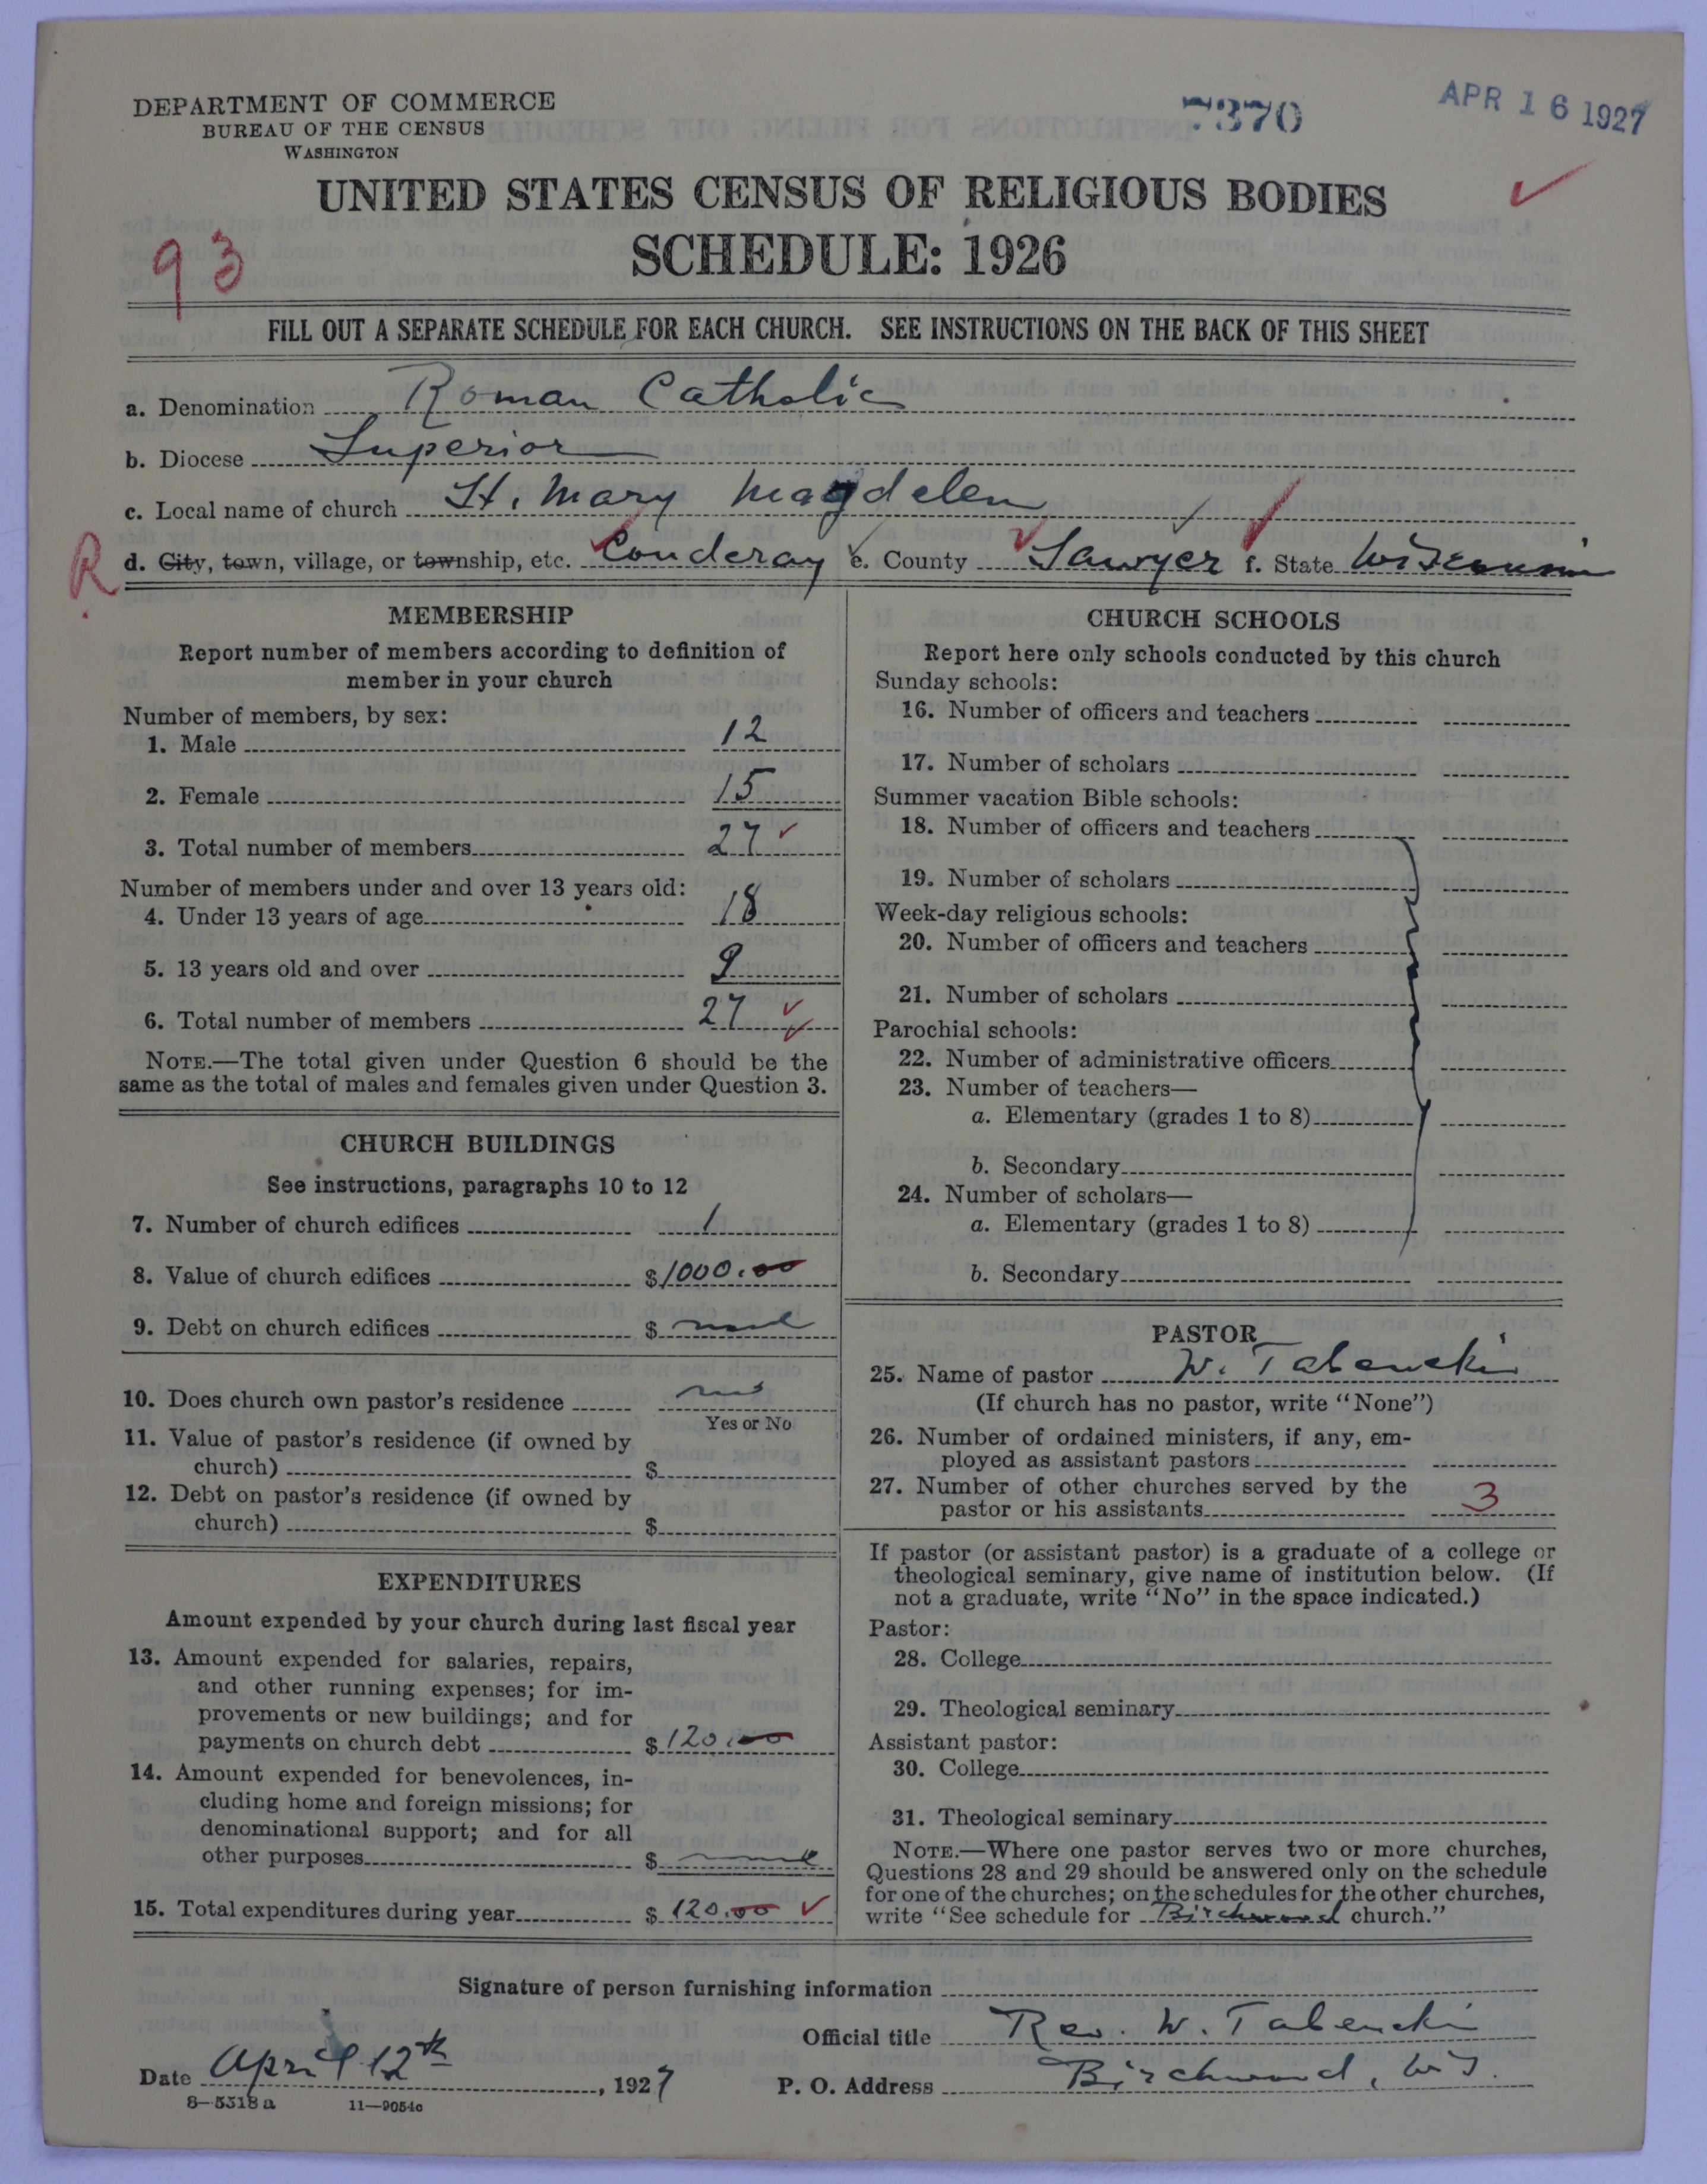 DEPARTMENT OF COMMERCE
BUREAU OF THE CENSUS
WASHINGTON
7370
APR 16 1927
UNITED STATES CENSUS OF RELIGIOUS BODIES
SCHEDULE: 1926
93
FILL OUT A SEPARATE SCHEDULE FOR EACH CHURCH. SEE INSTRUCTIONS ON THE BACK OF THIS SHEET
a. Denomination Roman Catholic
b. Diocese Superior
c. Local name of church St. Mary Magdelen
R d. City, town, village, or township, etc. Couderay e. County Sawyer f. State Wisconsin
MEMBERSHIP
Report number of members according to definition of
member in your church
Number of members, by sex:
1. Male 12
2. Female 15
3. Total number of members 27
Number of members under and over 13 years old:
4. Under 13 years of age 18
5. 13 years old and over 9
6. Total number of members 27
NOTE.—The total given under Question 6 should be the
same as the total of males and females given under Question 3.
CHURCH BUILDINGS
See instructions, paragraphs 10 to 12
7. Number of church edifices 1
8. Value of church edifices $1000.00
9. Debt on church edifices $ none
10. Does church own pastor's residence no
Yes or No
11. Value of pastor's residence (if owned by
church) $
12. Debt on pastor's residence (if owned by
church) $
EXPENDITURES
Amount expended by your church during last fiscal year
13. Amount expended for salaries, repairs,
and other running expenses; for im-
provements or new buildings; and for
payments on church debt $120.00
14. Amount expended for benevolences, in-
cluding home and foreign missions; for
denominational support; and for all
other purposes $ none
15. Total expenditures during year $ 120.00
CHURCH SCHOOLS
Report here only schools conducted by this church
Sunday schools:
16. Number of officers and teachers
17. Number of scholars
Summer vacation Bible schools:
18. Number of officers and teachers
19. Number of scholars
Week-day religious schools:
20. Number of officers and teachers
21. Number of scholars
Parochial schools:
22. Number of administrative officers
23. Number of teachers—
a. Elementary (grades 1 to 8)
b. Secondary
24. Number of scholars—
a. Elementary (grades 1 to 8)
b. Secondary
PASTOR
25. Name of pastor W. Tabencki
(If church has no pastor, write "None")
26. Number of ordained ministers, if any, em-
ployed as assistant pastors
27. Number of other churches served by the
pastor or his assistants 3
If pastor (or assistant pastor) is a graduate of a college or
theological seminary, give name of institution below. (If
not a graduate, write "No" in the space indicated.)
Pastor:
28. College
29. Theological seminary
Assistant pastor:
30. College
31. Theological seminary
NOTE.—Where one pastor serves two or more churches,
Questions 28 and 29 should be answered only on the schedule
for one of the churches; on the schedules for the other churches,
write "See schedule for Birchwood church."
Signature of person furnishing information
Official title Rev. W. Tabencki
Date April 12th, 1927 P. O. Address Birchwood, Wis.
8—5318 a 11—9054c